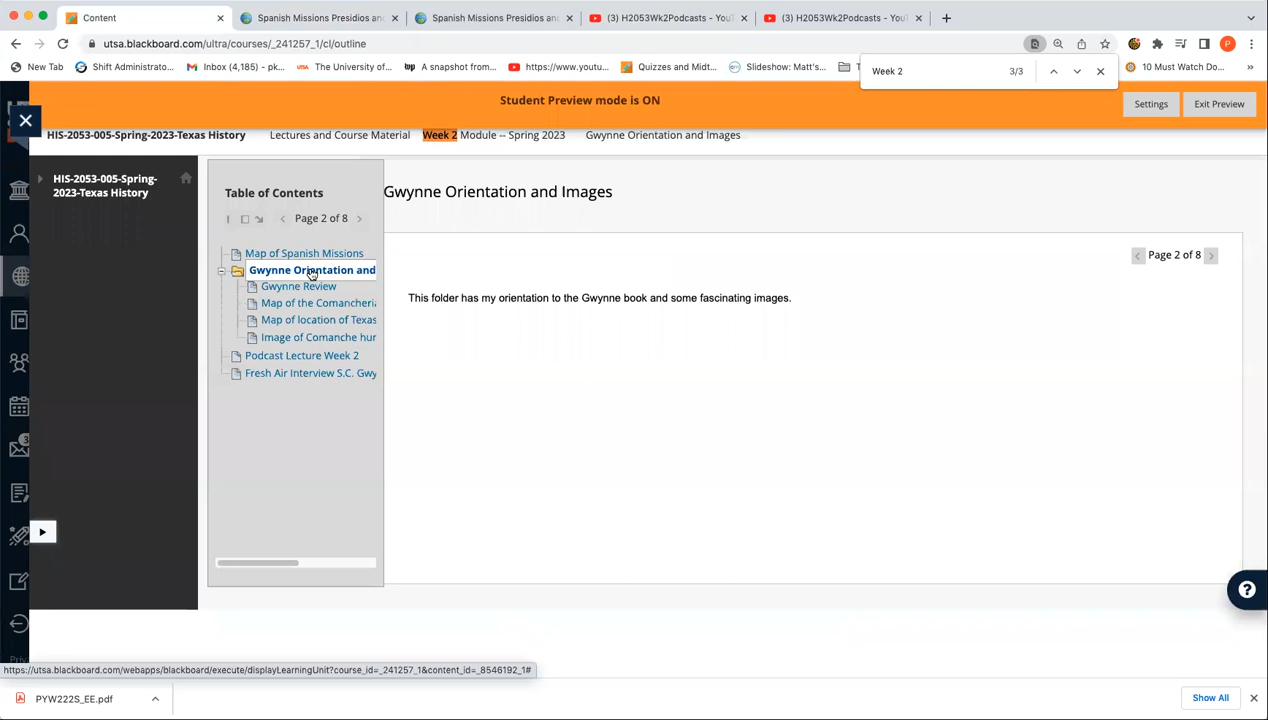 Content
Spanish Missions Presidios and
Spanish Missions Presidios and
(3) H2053Wk2Podcasts - YouT
(3) H2053Wk2Podcasts - YouT
utsa.blackboard.com/ultra/courses/_241257_1/cl/outline
New Tab
Shift Administrato...
Inbox (4,185) - pk...
The University of...
A snapshot from...
https://www.youtu...
Quizzes and Midt...
Slideshow: Matt's...
10 Must Watch Do...
Week 2
3/3
Student Preview mode is ON
Settings
Exit Preview
HIS-2053-005-Spring-2023-Texas History
Lectures and Course Material
Week 2 Module -- Spring 2023
Gwynne Orientation and Images
HIS-2053-005-Spring-
2023-Texas History
Table of Contents
Page 2 of 8
Map of Spanish Missions
Gwynne Orientation and
Gwynne Review
Map of the Comancheria
Map of location of Texas
Image of Comanche hun
Podcast Lecture Week 2
Fresh Air Interview S.C. Gwy
Gwynne Orientation and Images
Page 2 of 8
This folder has my orientation to the Gwynne book and some fascinating images.
https://utsa.blackboard.com/webapps/blackboard/execute/displayLearningUnit?course_id=_241257_1&content_id=_8546192_1#
PYW222S_EE.pdf
Show All